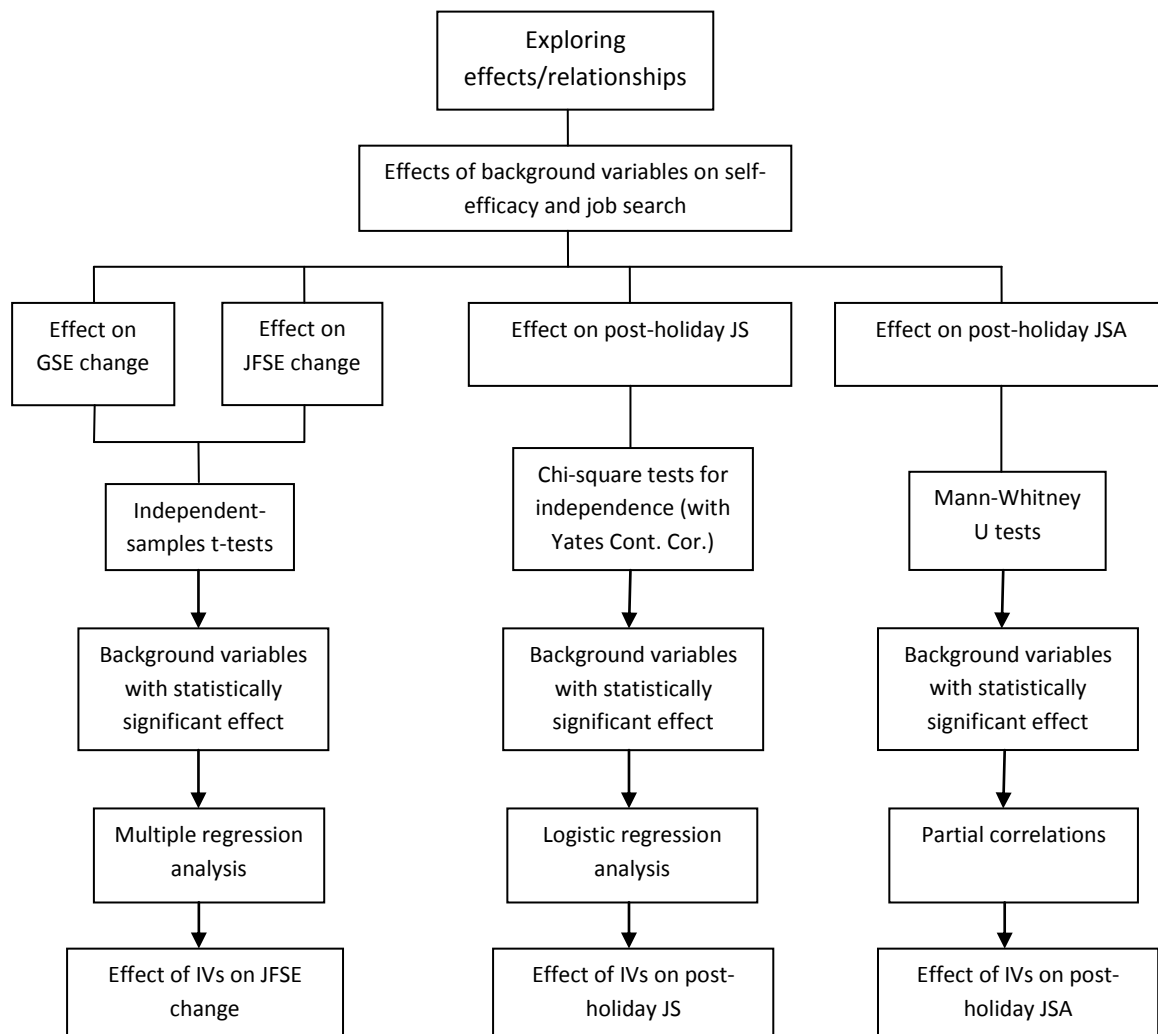 Exploring
effects/relationships
Effects of background variables on self-
efficacy and job search
Effect on
GSE change
Effect on
JFSE change
Effect on post-holiday JS
Effect on post-holiday JSA
Independent-
samples t-tests
Chi-square tests for
independence (with
Yates Cont. Cor.)
Mann-Whitney
U tests
Background variables
with statistically
significant effect
Background variables
with statistically
significant effect
Background variables
with statistically
significant effect
Multiple regression
analysis
Logistic regression
analysis
Partial correlations
Effect of IVs on JFSE
change
Effect of IVs on post-
holiday JS
Effect of IVs on post-
holiday JSA